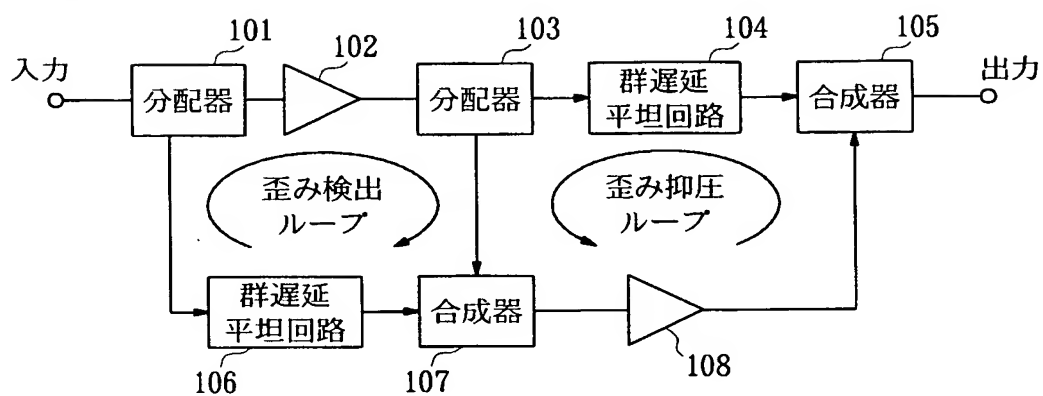 101
102
103
104
105
入力
分配器
分配器
群遅延
平坦回路
合成器
出力
歪み検出
ループ
歪み抑圧
ループ
群遅延
平坦回路
合成器
106
107
108